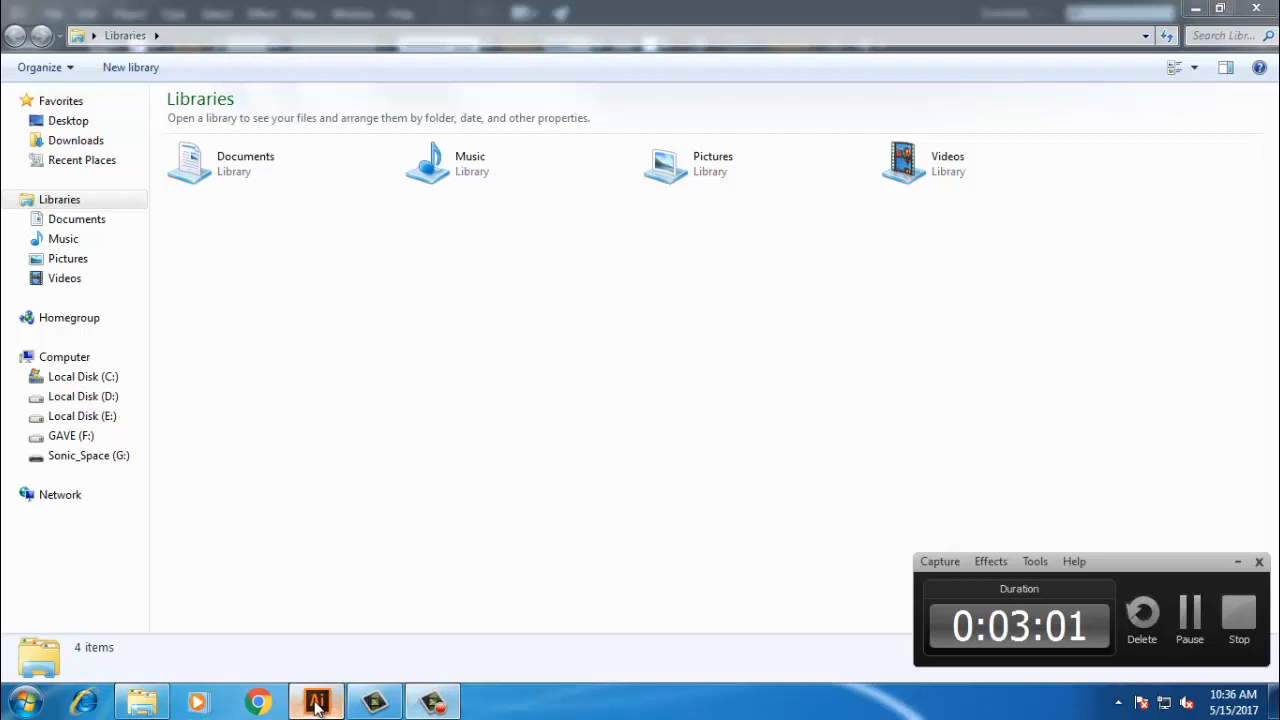 Libraries
Search Libr...
Organize
New library
Favorites
Desktop
Downloads
Recent Places
Libraries
Documents
Music
Pictures
Videos
Homegroup
Computer
Local Disk (C:)
Local Disk (D:)
Local Disk (E:)
GAVE (F:)
Sonic_Space (G:)
Network
Libraries
Open a library to see your files and arrange them by folder, date, and other properties.
Documents
Library
Music
Library
Pictures
Library
Videos
Library
4 items
Capture Effects Tools Help
Duration
0:03:01
Delete
Pause
Stop
Ai
10:36 AM
5/15/2017